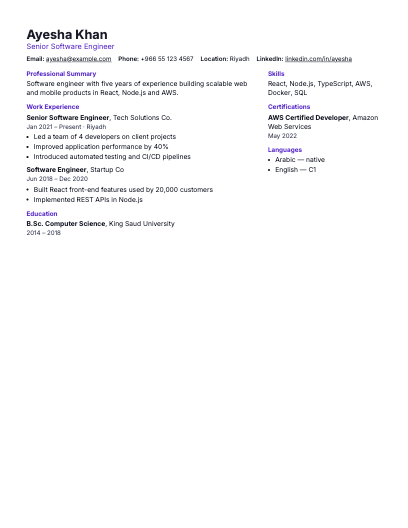 Ayesha Khan
Senior Software Engineer
Email: ayesha@example.com Phone: +966 55 123 4567 Location: Riyadh LinkedIn: linkedin.com/in/ayesha
Professional Summary
Software engineer with five years of experience building scalable web
and mobile products in React, Node.js and AWS.
Work Experience
Senior Software Engineer, Tech Solutions Co.
Jan 2021 – Present · Riyadh
• Led a team of 4 developers on client projects
• Improved application performance by 40%
• Introduced automated testing and CI/CD pipelines
Software Engineer, Startup Co
Jun 2018 – Dec 2020
• Built React front-end features used by 20,000 customers
• Implemented REST APIs in Node.js
Education
B.Sc. Computer Science, King Saud University
2014 – 2018
Skills
React, Node.js, TypeScript, AWS,
Docker, SQL
Certifications
AWS Certified Developer, Amazon
Web Services
May 2022
Languages
• Arabic — native
• English — C1